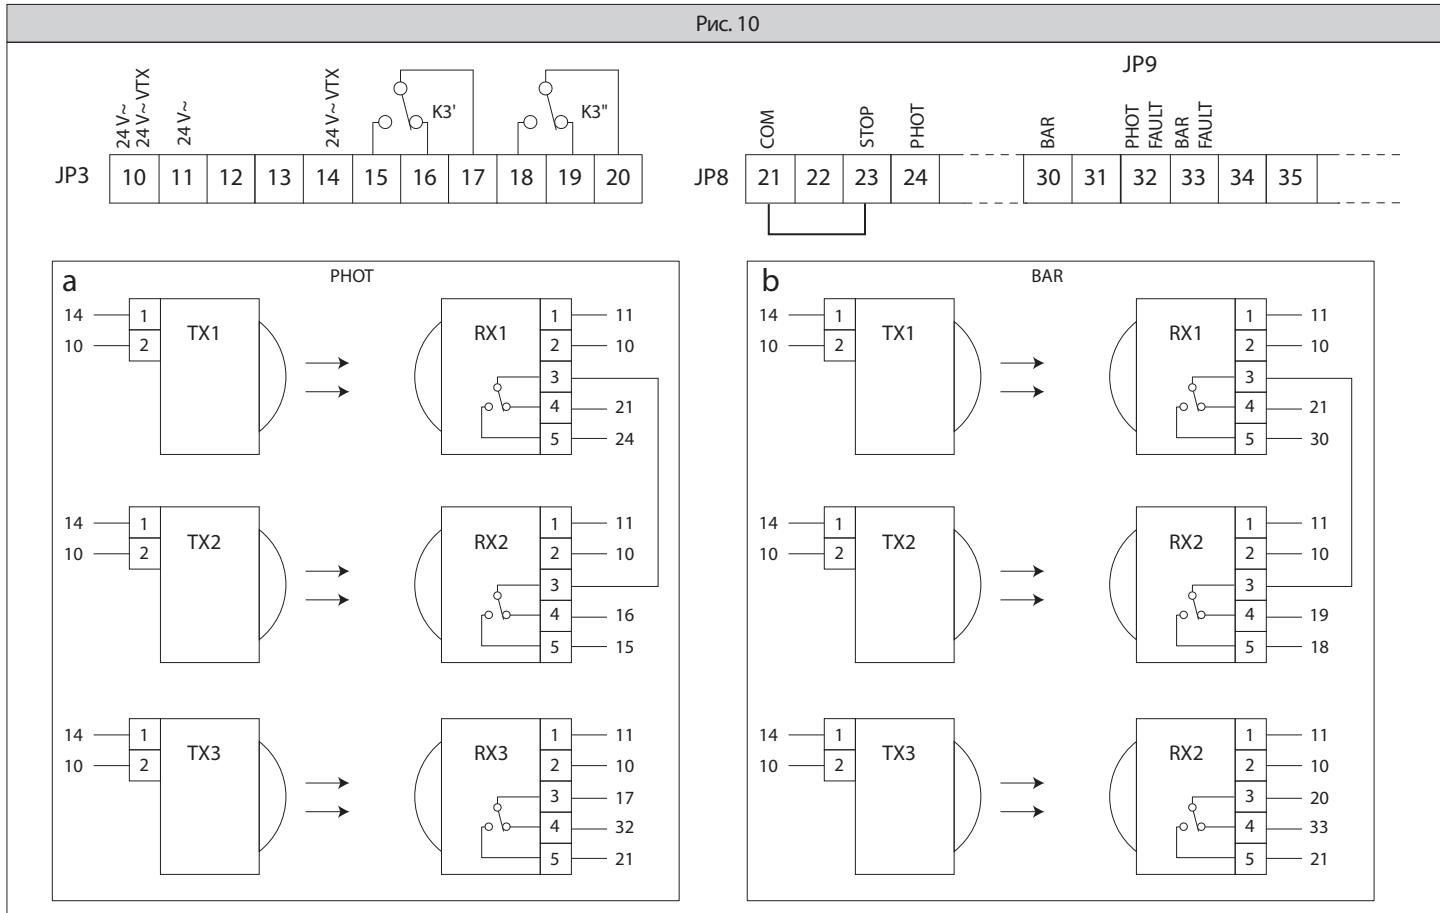 Рис. 10
JP9
24 V~
24 V~ VTX
24 V~
24 V~ VTX
K3'
K3"
COM
STOP
PHOT
BAR
PHOT
FAULT
BAR
FAULT
JP3 10 11 12 13 14 15 16 17 18 19 20
JP8 21 22 23 24 30 31 32 33 34 35
a PHOT
14 1 TX1 RX1 1 11
10 2 2 10
3
4 21
5 24
14 1 TX2 RX2 1 11
10 2 2 10
3
4 16
5 15
14 1 TX3 RX3 1 11
10 2 2 10
3 17
4 32
5 21
b BAR
14 1 TX1 RX1 1 11
10 2 2 10
3
4 21
5 30
14 1 TX2 RX2 1 11
10 2 2 10
3
4 19
5 18
14 1 TX3 RX2 1 11
10 2 2 10
3 20
4 33
5 21